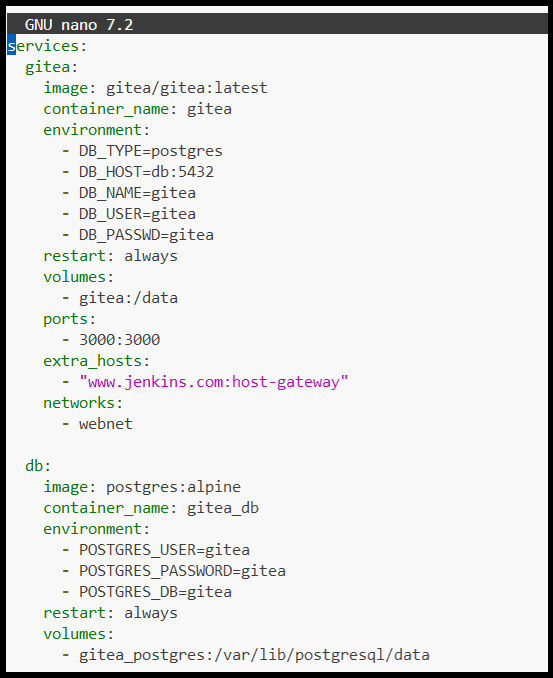 GNU nano 7.2
services:
  gitea:
    image: gitea/gitea:latest
    container_name: gitea
    environment:
      - DB_TYPE=postgres
      - DB_HOST=db:5432
      - DB_NAME=gitea
      - DB_USER=gitea
      - DB_PASSWD=gitea
    restart: always
    volumes:
      - gitea:/data
    ports:
      - 3000:3000
    extra_hosts:
      - "www.jenkins.com:host-gateway"
    networks:
      - webnet

  db:
    image: postgres:alpine
    container_name: gitea_db
    environment:
      - POSTGRES_USER=gitea
      - POSTGRES_PASSWORD=gitea
      - POSTGRES_DB=gitea
    restart: always
    volumes:
      - gitea_postgres:/var/lib/postgresql/data